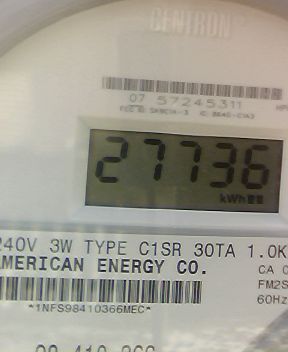 CENTRON
07 57245311
27736
kWh
240V 3W TYPE C1SR 30TA 1.0K
AMERICAN ENERGY CO.
CA 0
FM2S
60Hz
*1NFS98410366MEC*